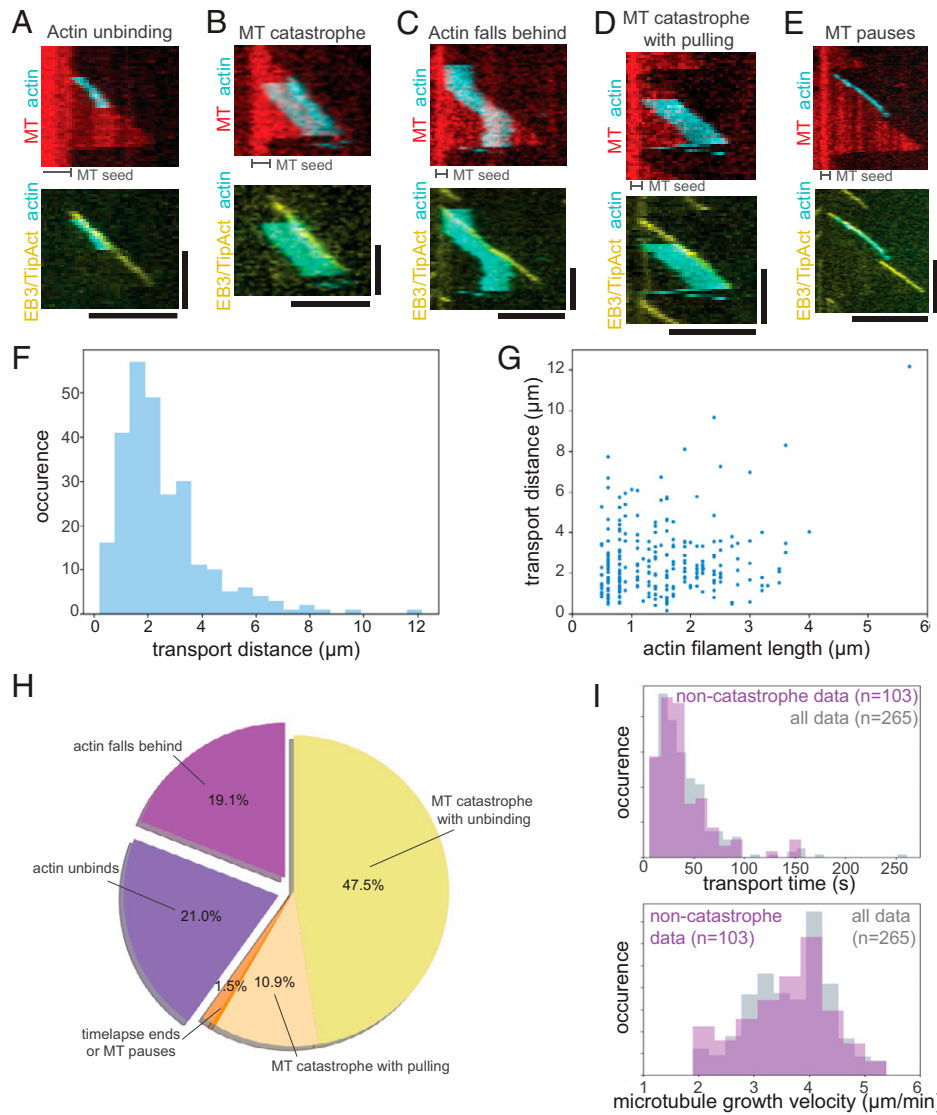 A
Actin unbinding
MT actin
MT seed
EB3/TipAct actin
B
MT catastrophe
MT actin
MT seed
EB3/TipAct actin
C
Actin falls behind
MT actin
MT seed
EB3/TipAct actin
D
MT catastrophe
with pulling
MT actin
MT seed
EB3/TipAct actin
E
MT pauses
MT actin
MT seed
EB3/TipAct actin
F
occurence
50
40
30
20
10
0
0 2 4 6 8 10 12
transport distance (μm)
G
transport distance (μm)
12
10
8
6
4
2
0
0 1 2 3 4 5 6
actin filament length (μm)
H
actin falls behind
19.1%
MT catastrophe
with unbinding
47.5%
actin unbinds
21.0%
1.5%
10.9%
timelapse ends
or MT pauses
MT catastrophe with pulling
I
non-catastrophe data (n=103)
all data (n=265)
occurence
0 50 100 150 200 250
transport time (s)
non-catastrophe
data (n=103)
all data
(n=265)
occurence
1 2 3 4 5 6
microtubule growth velocity (μm/min)